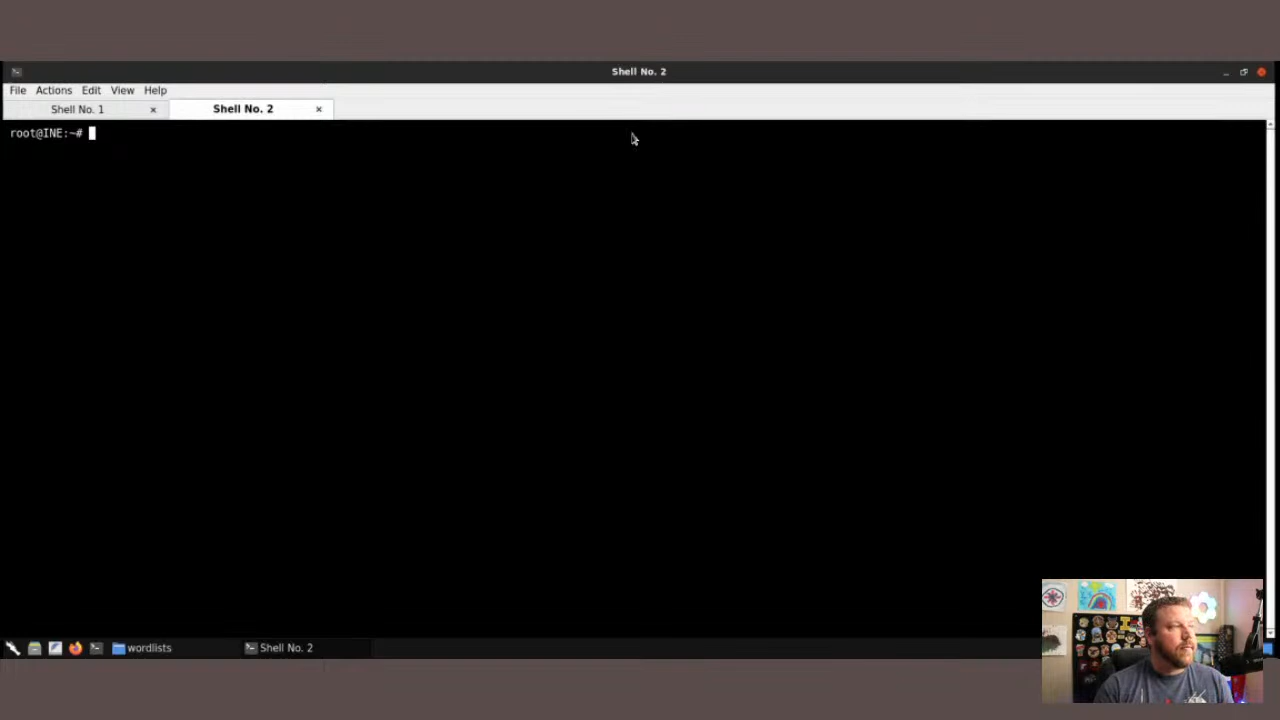 Shell No. 2
File Actions Edit View Help
Shell No. 1 × Shell No. 2 ×
root@INE:~#
wordlists Shell No. 2